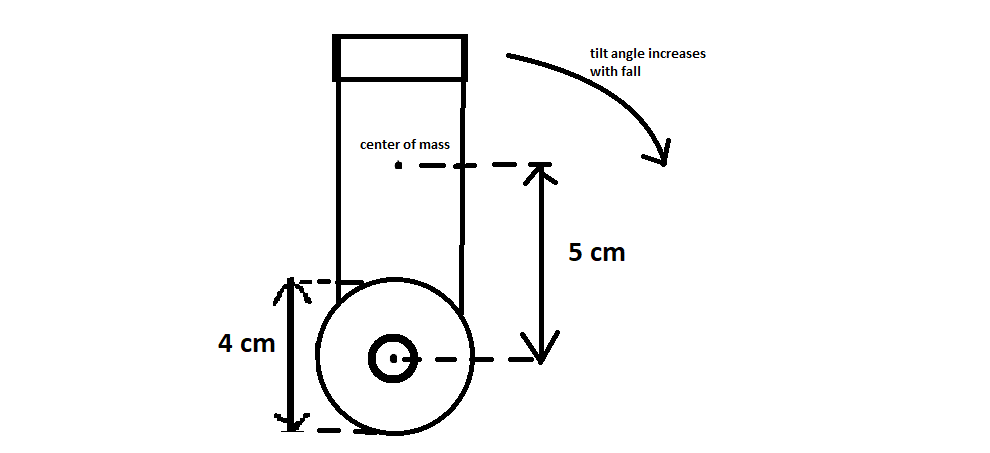 tilt angle increases
with fall
center of mass
5 cm
4 cm